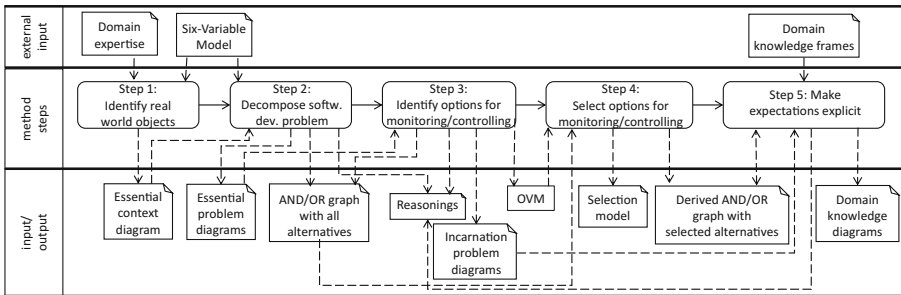 external
input
Domain
expertise
Six-Variable
Model
Domain
knowledge frames
method
steps
Step 1:
Identify real
world objects
Step 2:
Decompose softw.
dev. problem
Step 3:
Identify options for
monitoring/controlling
Step 4:
Select options for
monitoring/controlling
Step 5: Make
expectations explicit
input/
output
Essential
context
diagram
Essential
problem
diagrams
AND/OR graph
with all
alternatives
Reasonings
Incarnation
problem
diagrams
OVM
Selection
model
Derived AND/OR
graph with
selected alternatives
Domain
knowledge
diagrams